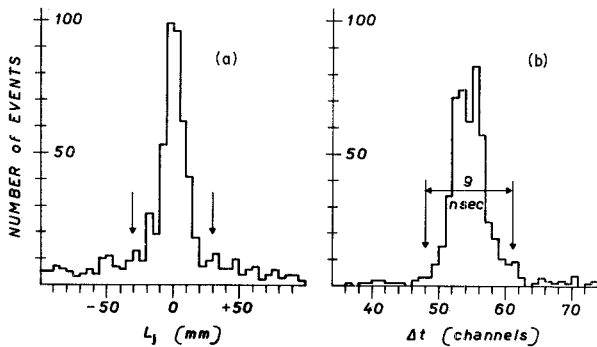 100
50
NUMBER of EVENTS
(a)
-50
0
+50
Lj (mm)
100
50
(b)
9
nsec
40
50
60
70
Δt (channels)